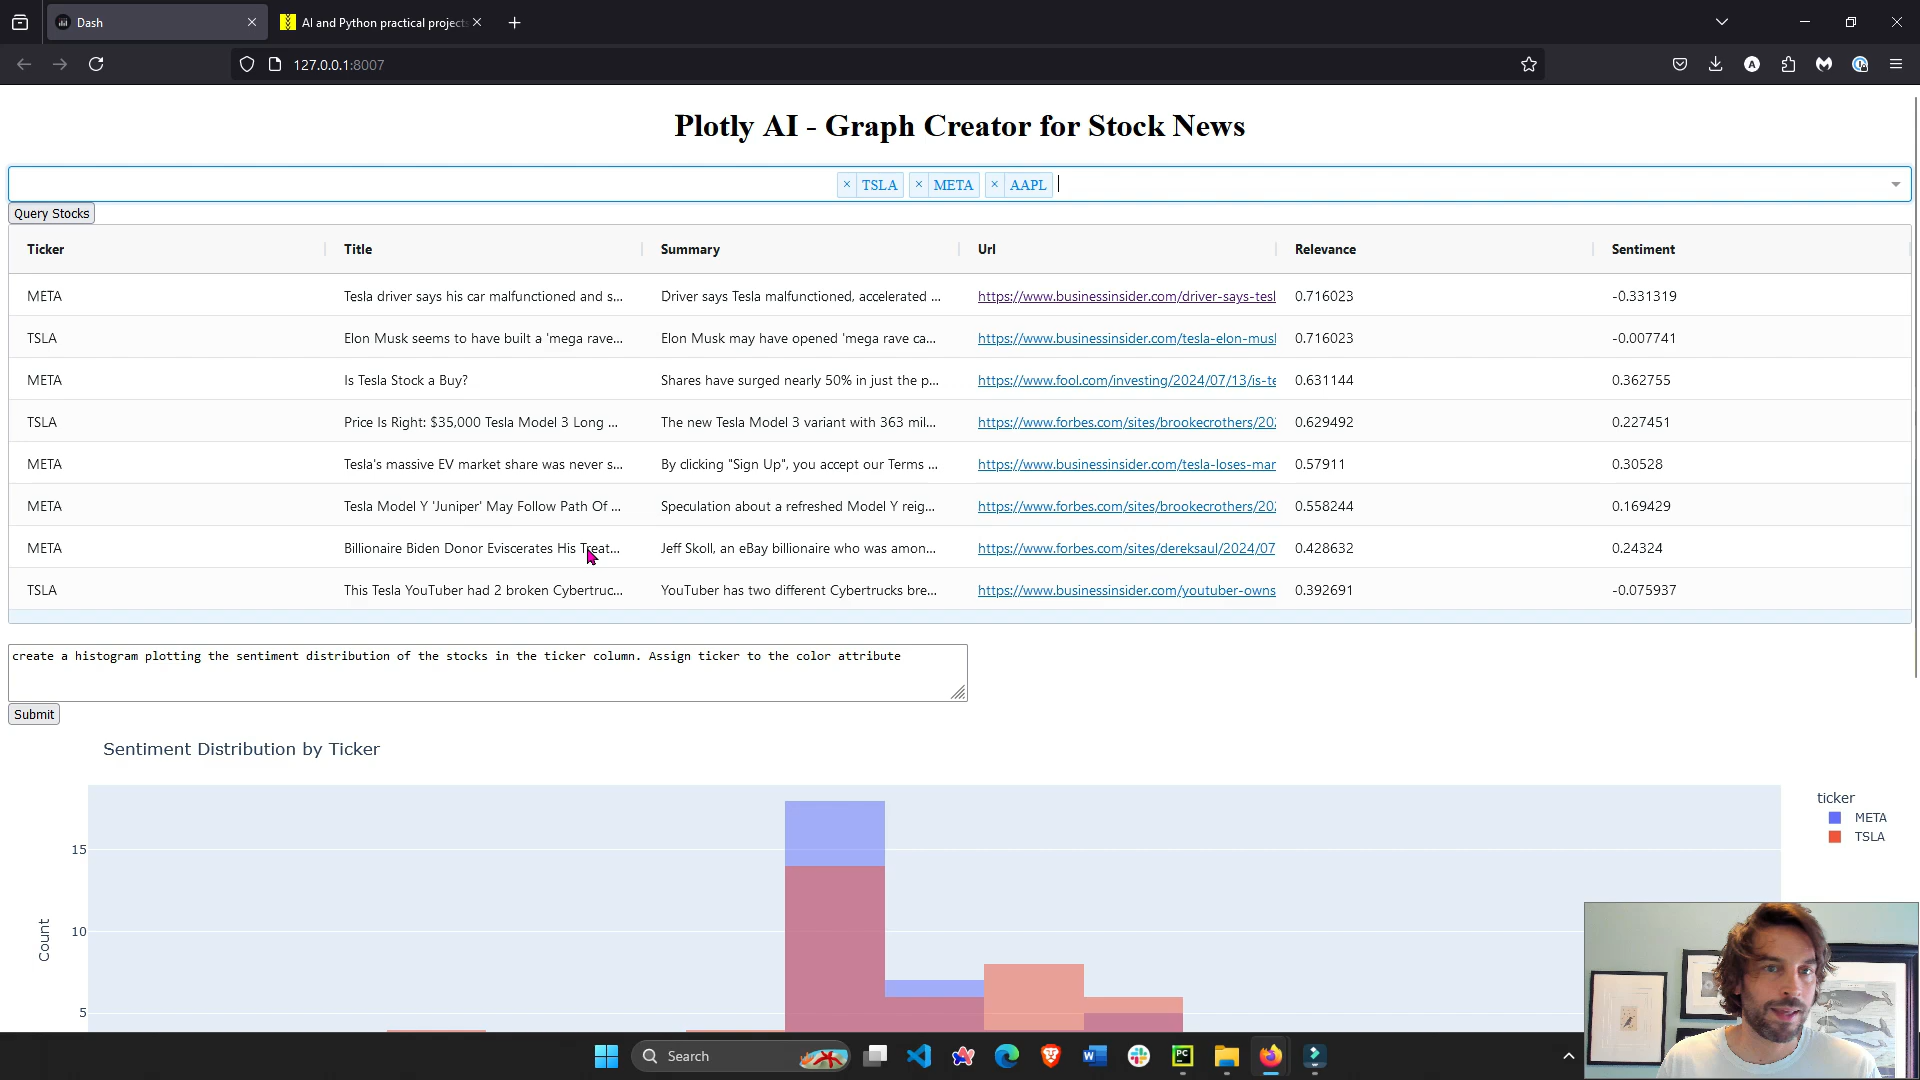 Dash
AI and Python practical projects
127.0.0.1:8007
Plotly AI - Graph Creator for Stock News
× TSLA × META × AAPL
Query Stocks
Ticker Title Summary Url Relevance Sentiment
META Tesla driver says his car malfunctioned and s... Driver says Tesla malfunctioned, accelerated ... https://www.businessinsider.com/driver-says-tesl 0.716023 -0.331319
TSLA Elon Musk seems to have built a 'mega rave... Elon Musk may have opened 'mega rave ca... https://www.businessinsider.com/tesla-elon-musl 0.716023 -0.007741
META Is Tesla Stock a Buy? Shares have surged nearly 50% in just the p... https://www.fool.com/investing/2024/07/13/is-te 0.631144 0.362755
TSLA Price Is Right: $35,000 Tesla Model 3 Long ... The new Tesla Model 3 variant with 363 mil... https://www.forbes.com/sites/brookecrothers/20: 0.629492 0.227451
META Tesla's massive EV market share was never s... By clicking "Sign Up", you accept our Terms ... https://www.businessinsider.com/tesla-loses-mar 0.57911 0.30528
META Tesla Model Y 'Juniper' May Follow Path Of ... Speculation about a refreshed Model Y reig... https://www.forbes.com/sites/brookecrothers/20: 0.558244 0.169429
META Billionaire Biden Donor Eviscerates His Treat... Jeff Skoll, an eBay billionaire who was amon... https://www.forbes.com/sites/dereksaul/2024/07 0.428632 0.24324
TSLA This Tesla YouTuber had 2 broken Cybertruc... YouTuber has two different Cybertrucks bre... https://www.businessinsider.com/youtuber-owns 0.392691 -0.075937
create a histogram plotting the sentiment distribution of the stocks in the ticker column. Assign ticker to the color attribute
Submit
Sentiment Distribution by Ticker
ticker
META
TSLA
15
10
5
Count
Search